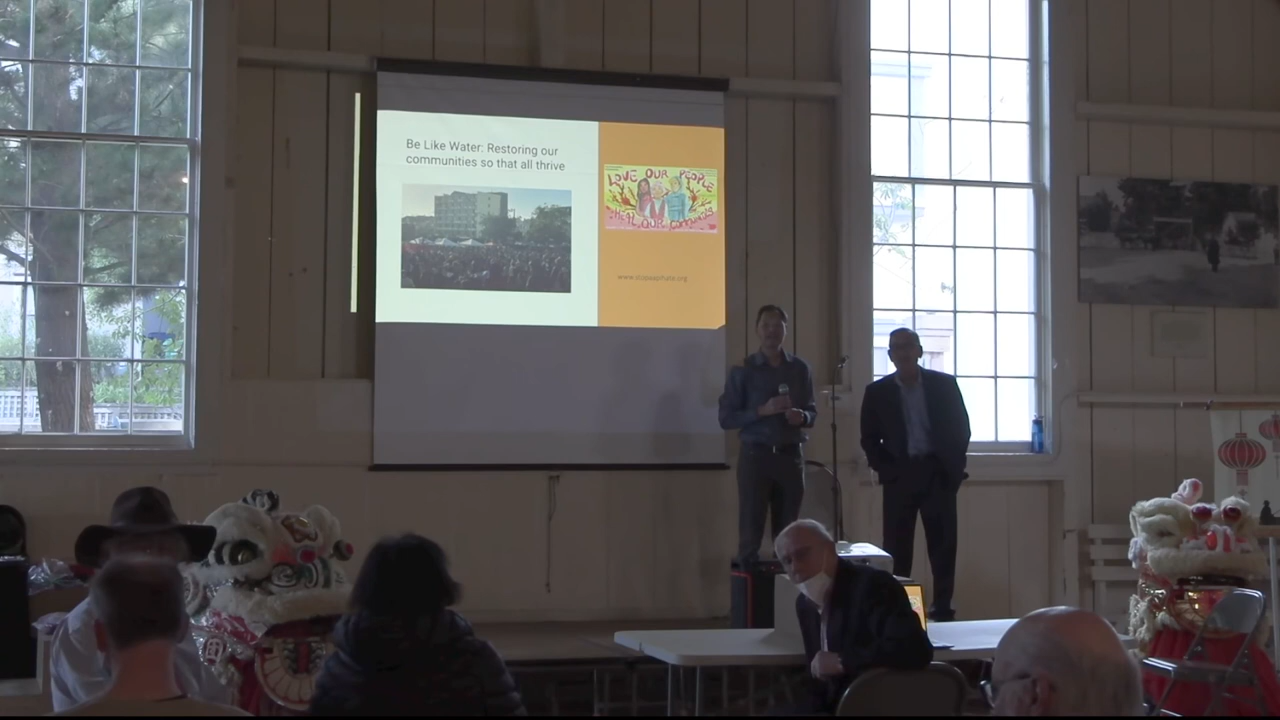 Be Like Water: Restoring our
communities so that all thrive
LOVE OUR PEOPLE
HEAL OUR COMMUNITIES
www.stopaapihate.org